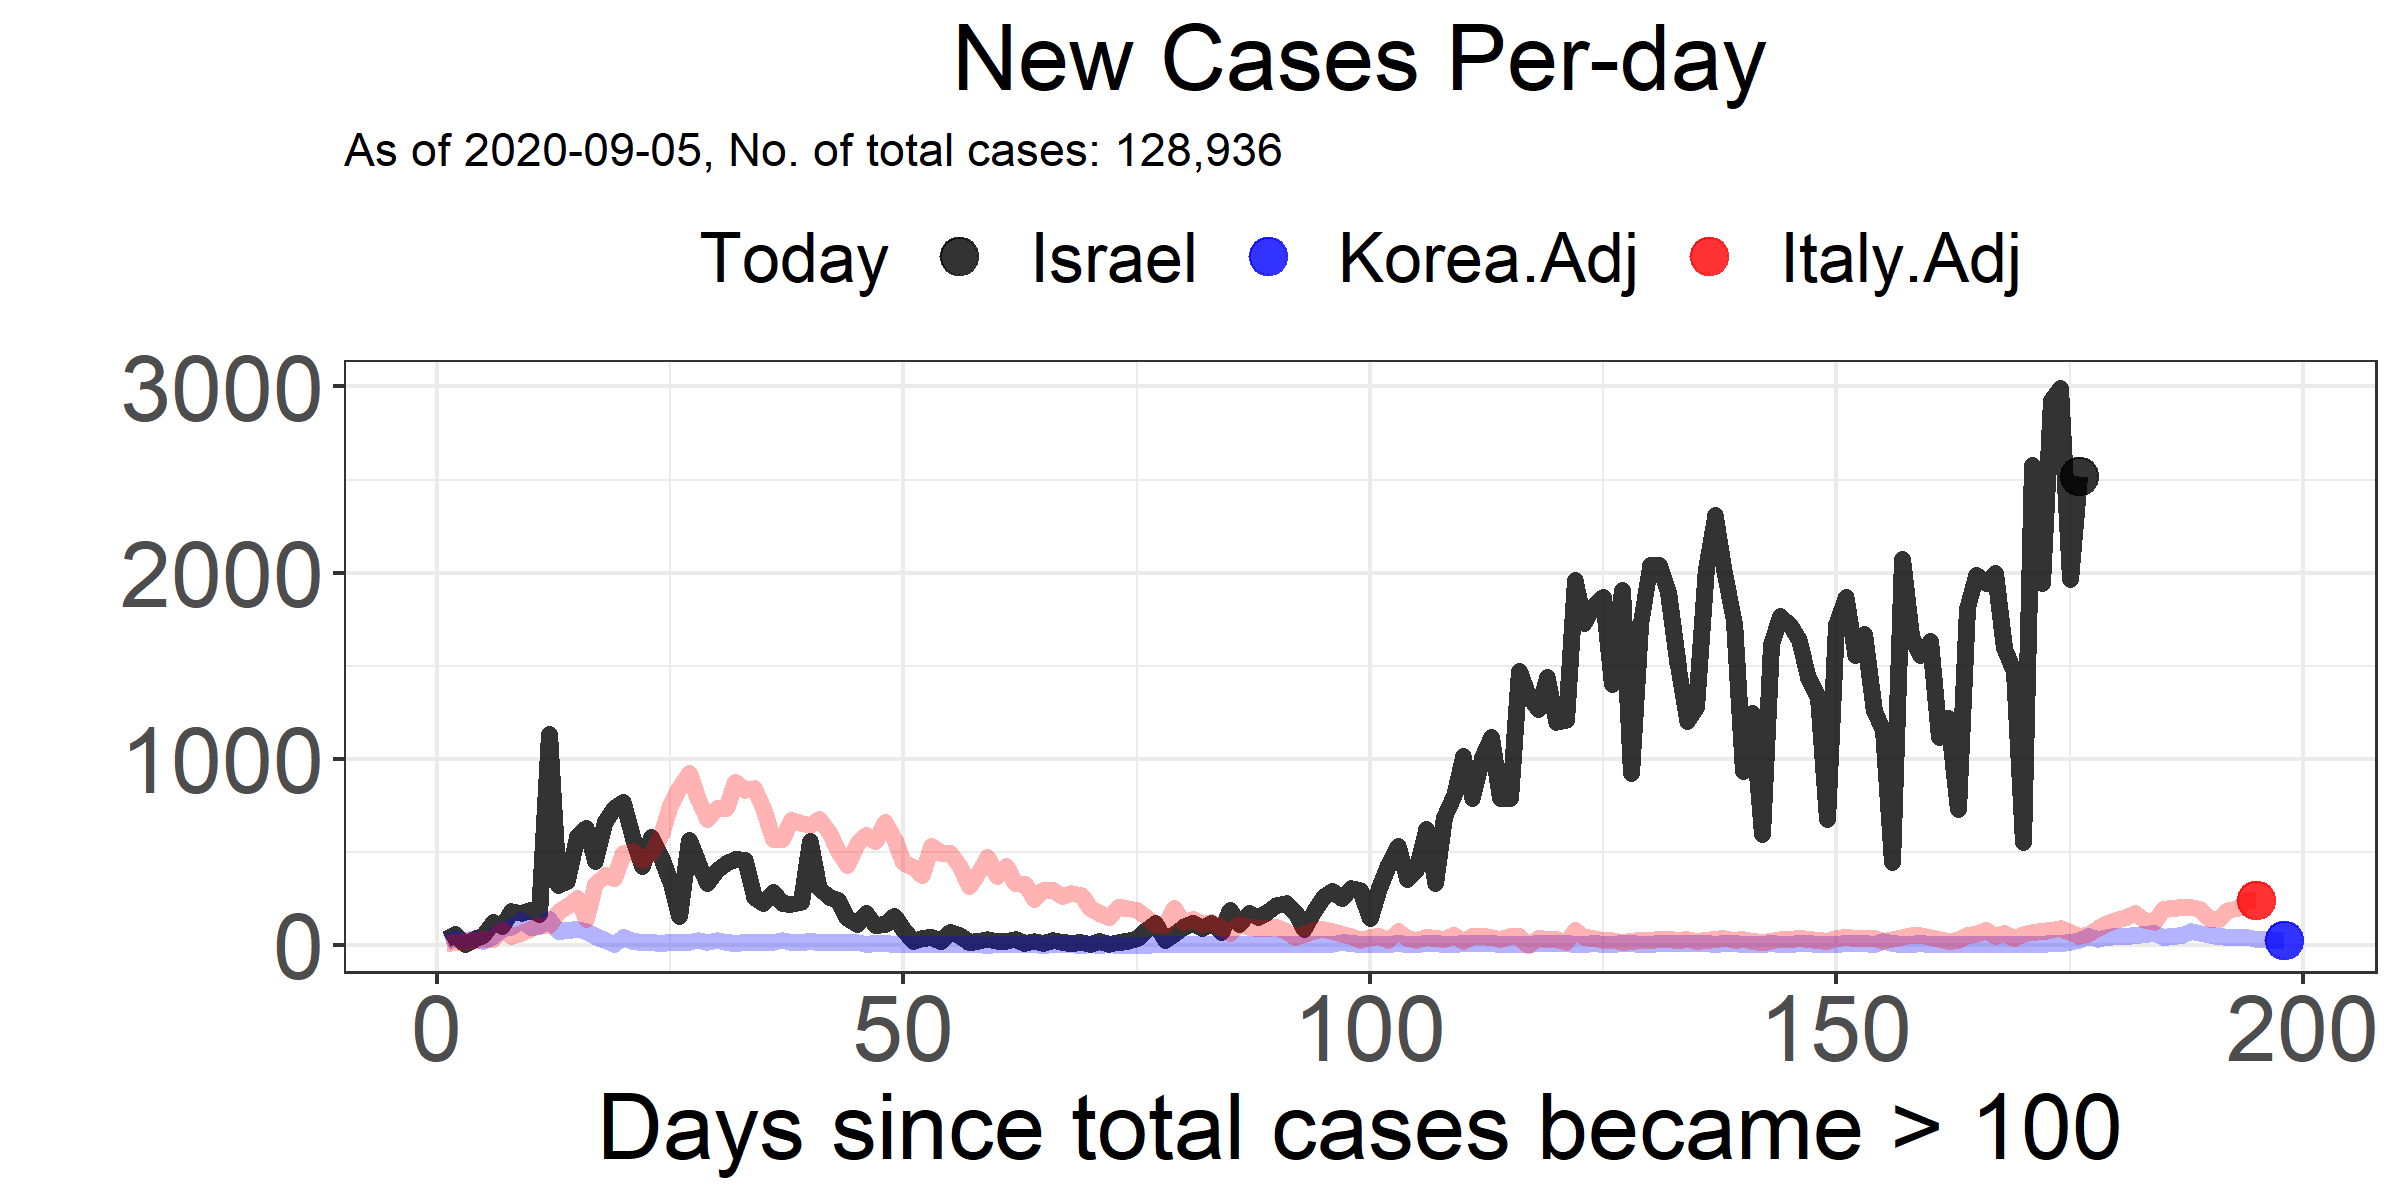 New Cases Per-day
As of 2020-09-05, No. of total cases: 128,936
Today Israel Korea.Adj Italy.Adj
3000
2000
1000
0
0 50 100 150 200
Days since total cases became > 100